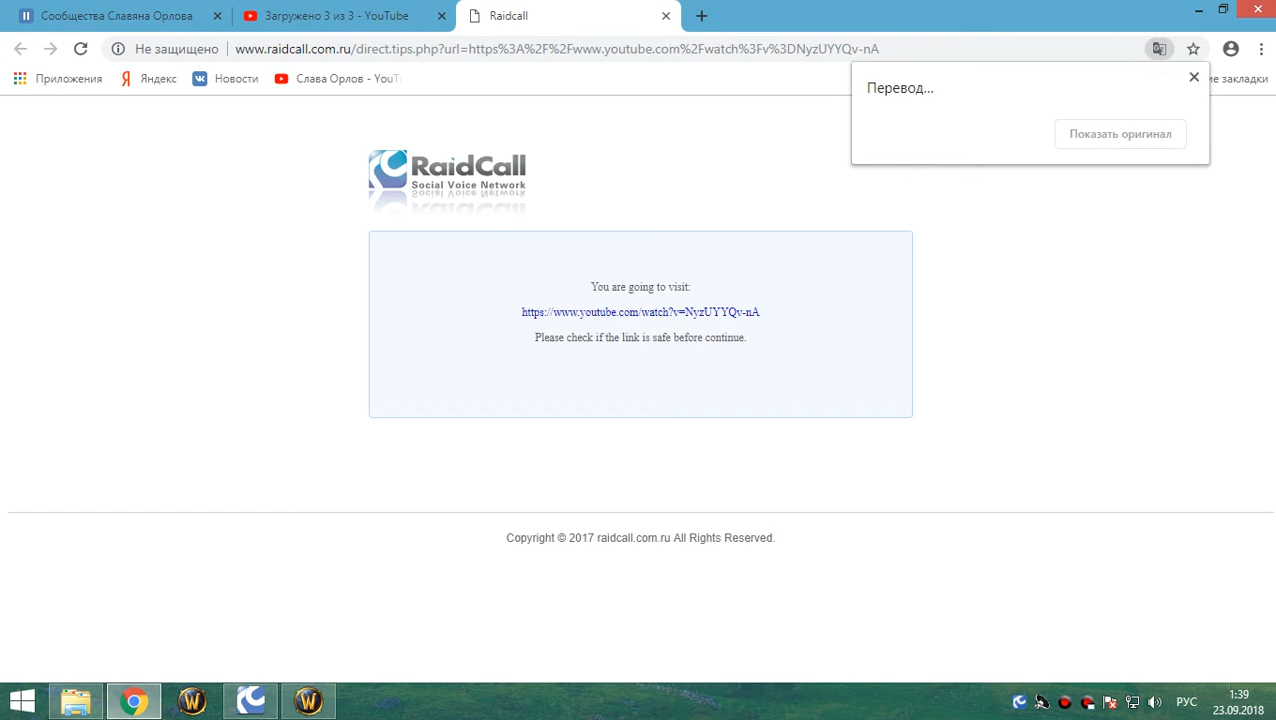 Сообщества Славяна Орлова
Загружено 3 из 3 - YouTube
Raidcall
Не защищено
www.raidcall.com.ru/direct.tips.php?url=https%3A%2F%2Fwww.youtube.com%2Fwatch%3Fv%3DNyzUYYQv-nA
Приложения
Яндекс
Новости
Слава Орлов - YouT
ие закладки
Перевод...
Показать оригинал
RaidCall
Social Voice Network
You are going to visit:
https://www.youtube.com/watch?v=NyzUYYQv-nA
Please check if the link is safe before continue.
Copyright © 2017 raidcall.com.ru All Rights Reserved.
РУС
1:39
23.09.2018